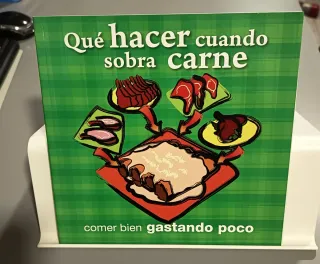 Qué hacer cuando
sobra carne
comer bien gastando poco